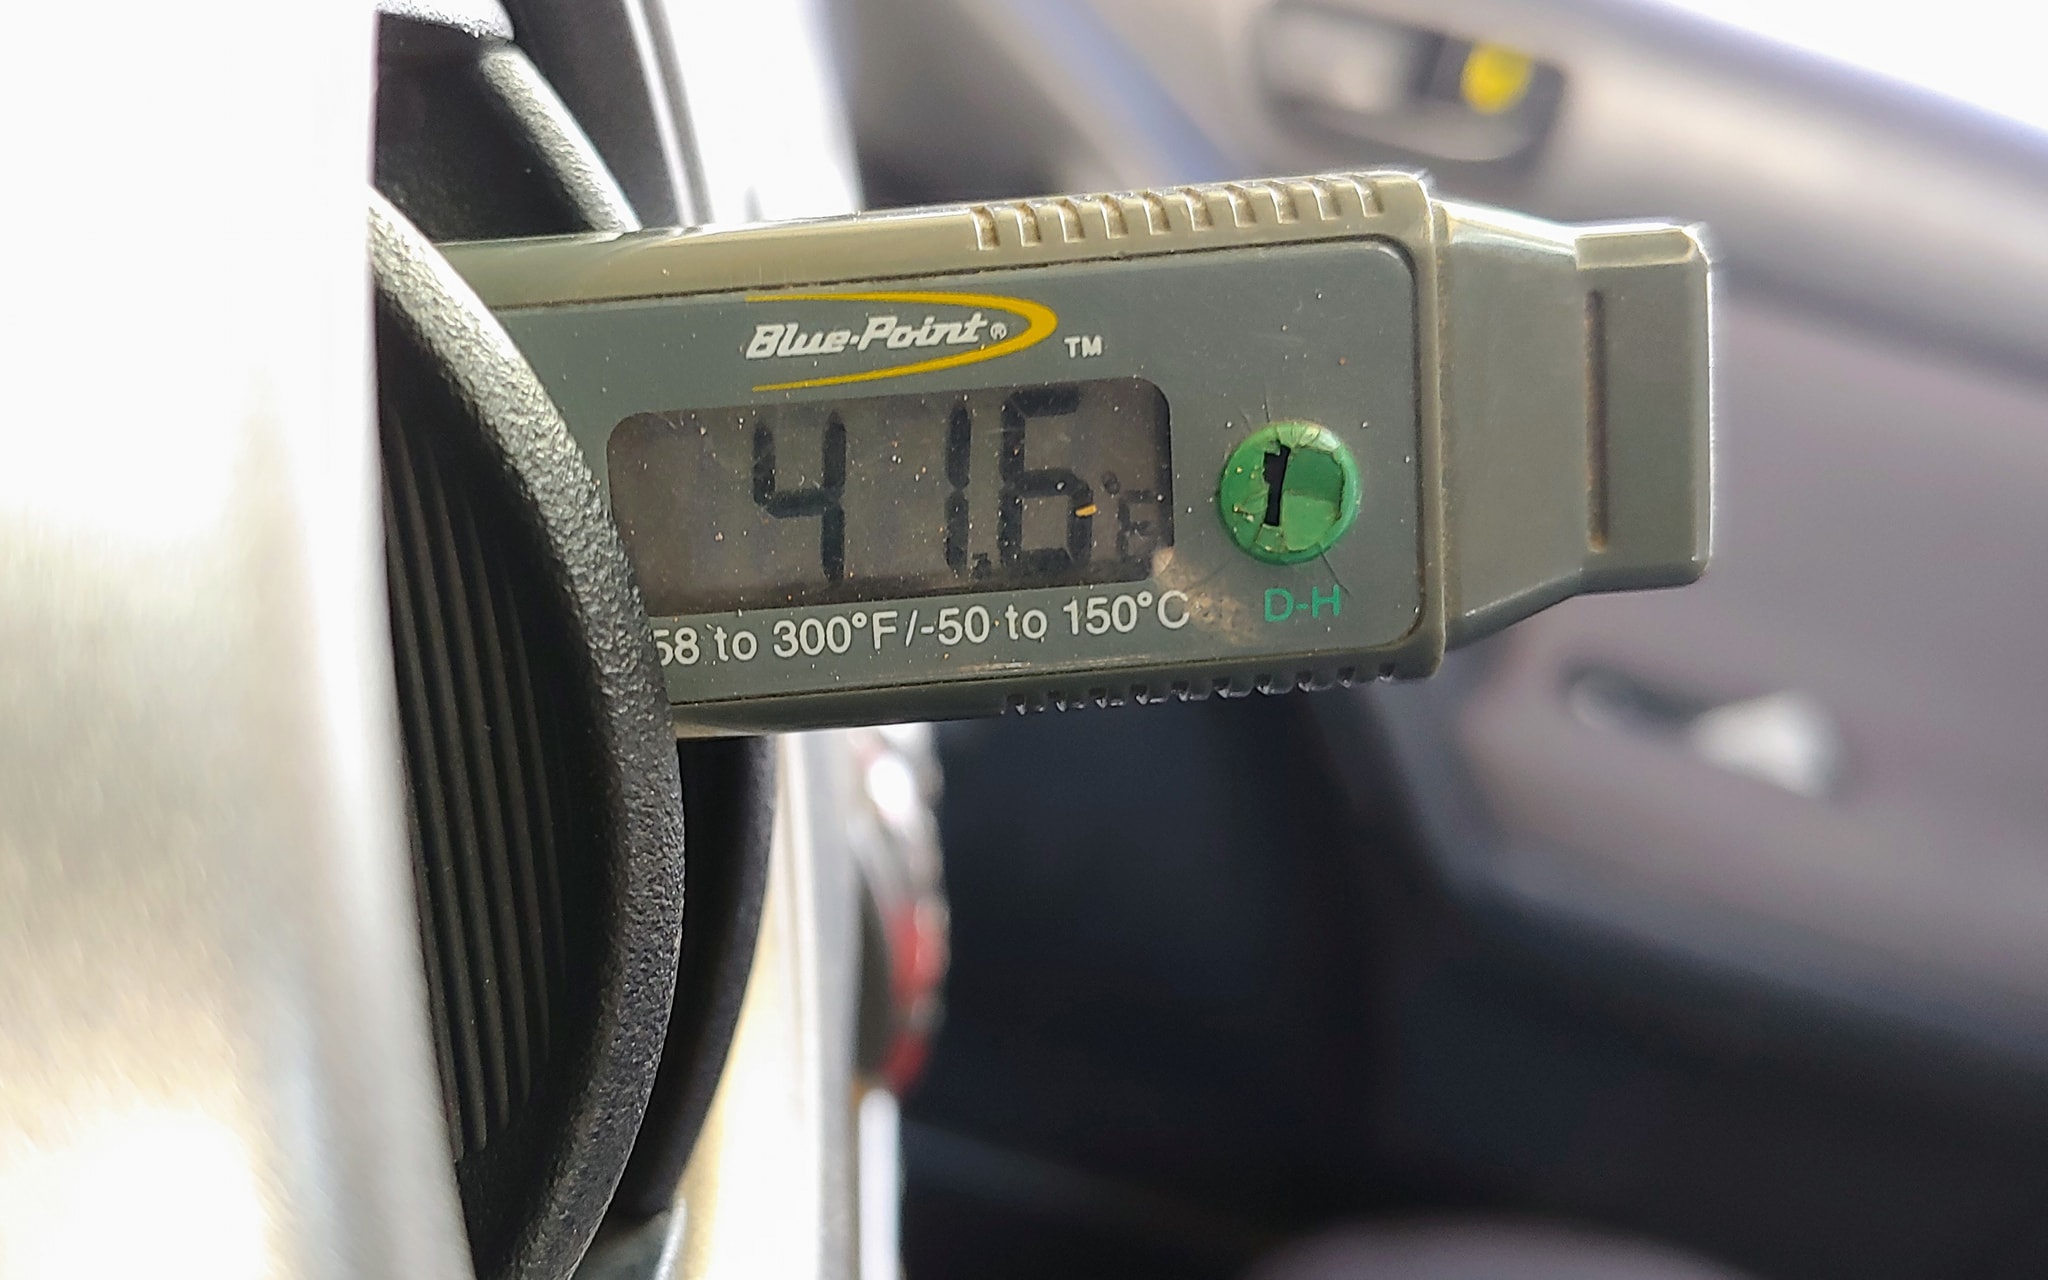 Blue-Point®
TM
41.6°F
58 to 300°F/-50 to 150°C
D-H